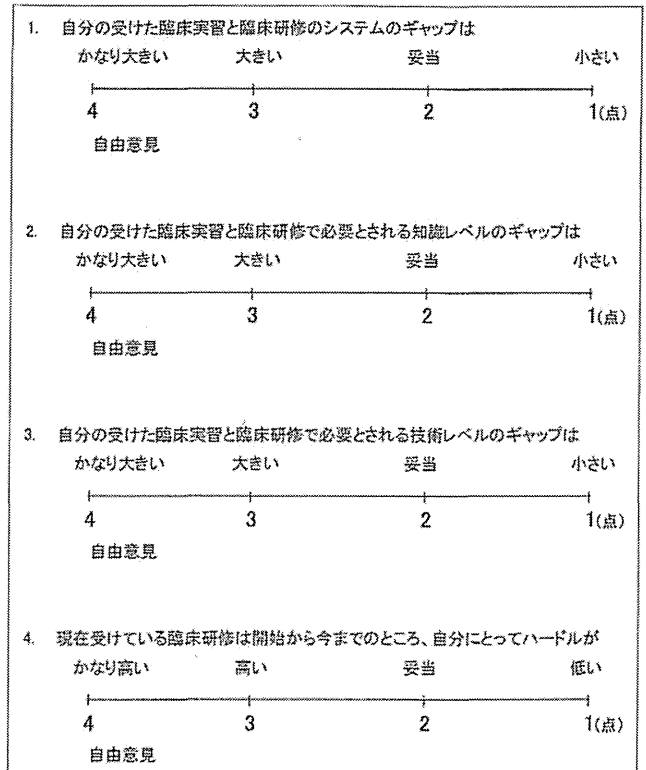 1. 自分の受けた臨床実習と臨床研修のシステムのギャップは
かなり大きい 大きい 妥当 小さい
4 3 2 1(点)
自由意見
2. 自分の受けた臨床実習と臨床研修で必要とされる知識レベルのギャップは
かなり大きい 大きい 妥当 小さい
4 3 2 1(点)
自由意見
3. 自分の受けた臨床実習と臨床研修で必要とされる技術レベルのギャップは
かなり大きい 大きい 妥当 小さい
4 3 2 1(点)
自由意見
4. 現在受けている臨床研修は開始から今までのところ、自分にとってハードルが
かなり高い 高い 妥当 低い
4 3 2 1(点)
自由意見